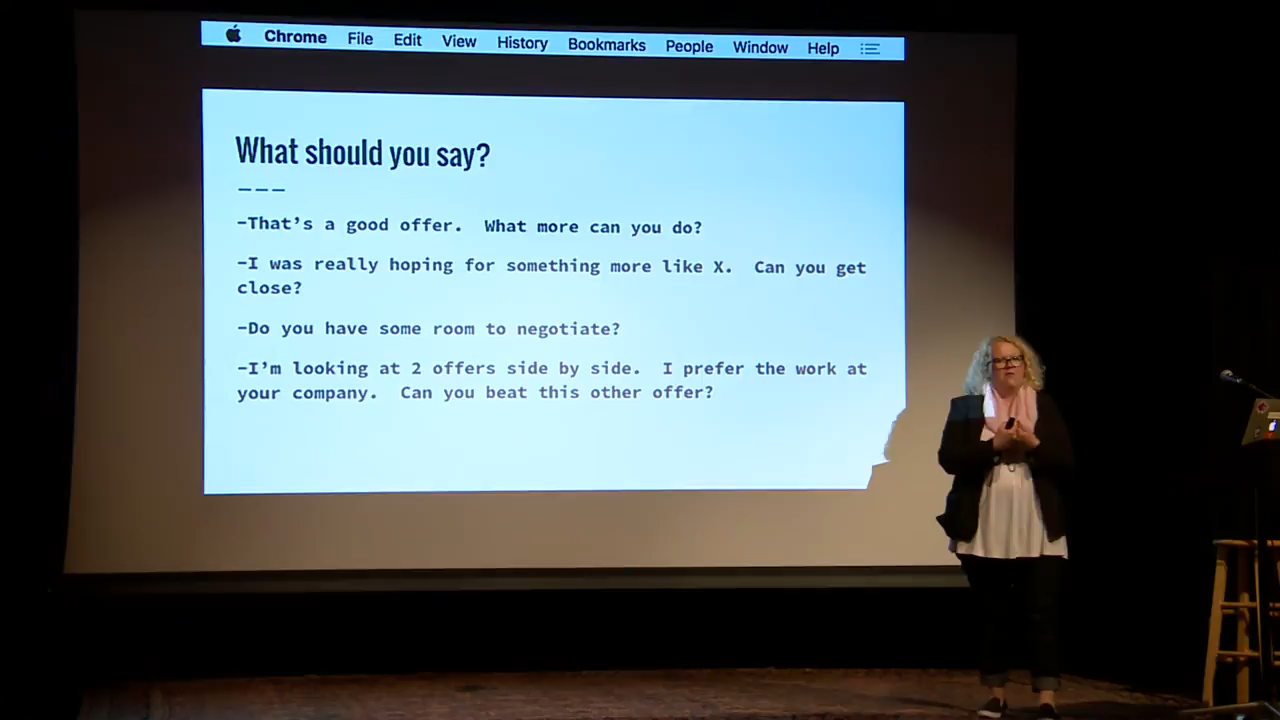 Chrome File Edit View History Bookmarks People Window Help
What should you say?
---
-That's a good offer.  What more can you do?
-I was really hoping for something more like X.  Can you get
close?
-Do you have some room to negotiate?
-I'm looking at 2 offers side by side.  I prefer the work at
your company.  Can you beat this other offer?